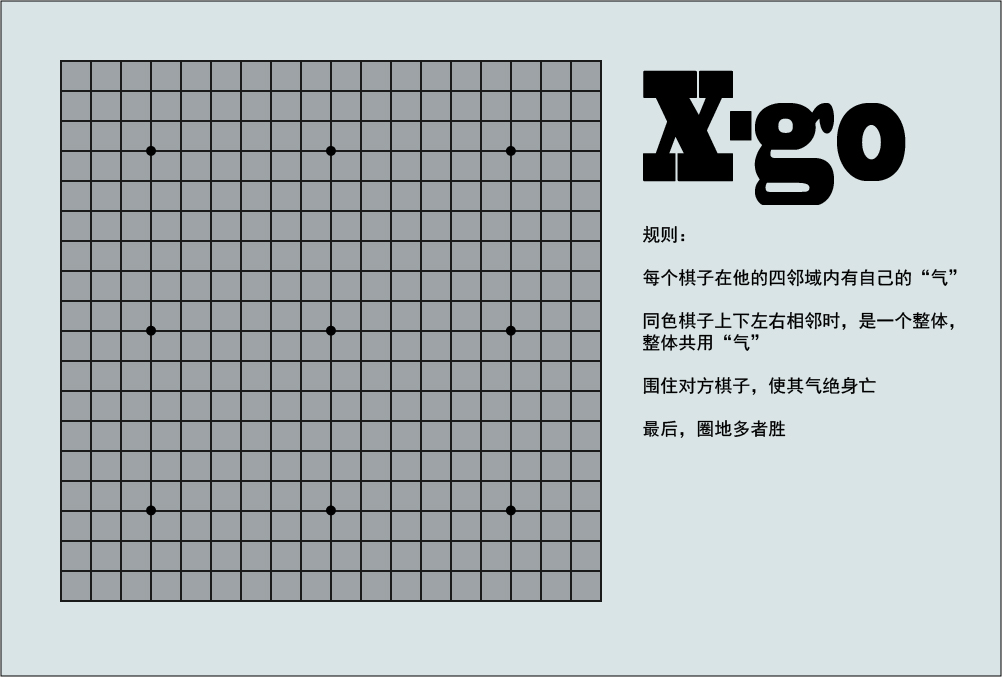 X-go
规则：
每个棋子在他的四邻域内有自己的“气”
同色棋子上下左右相邻时，是一个整体，
整体共用“气”
围住对方棋子，使其气绝身亡
最后，圈地多者胜